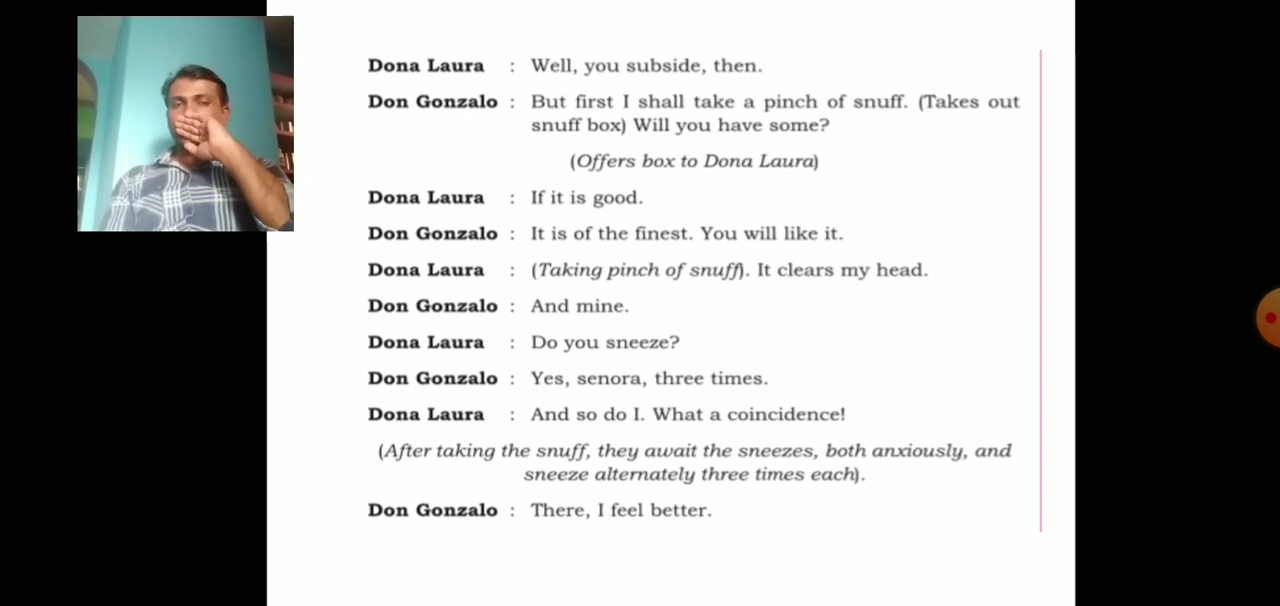 Dona Laura : Well, you subside, then.
Don Gonzalo : But first I shall take a pinch of snuff. (Takes out
snuff box) Will you have some?
(Offers box to Dona Laura)
Dona Laura : If it is good.
Don Gonzalo : It is of the finest. You will like it.
Dona Laura : (Taking pinch of snuff). It clears my head.
Don Gonzalo : And mine.
Dona Laura : Do you sneeze?
Don Gonzalo : Yes, senora, three times.
Dona Laura : And so do I. What a coincidence!
(After taking the snuff, they await the sneezes, both anxiously, and
sneeze alternately three times each).
Don Gonzalo : There, I feel better.